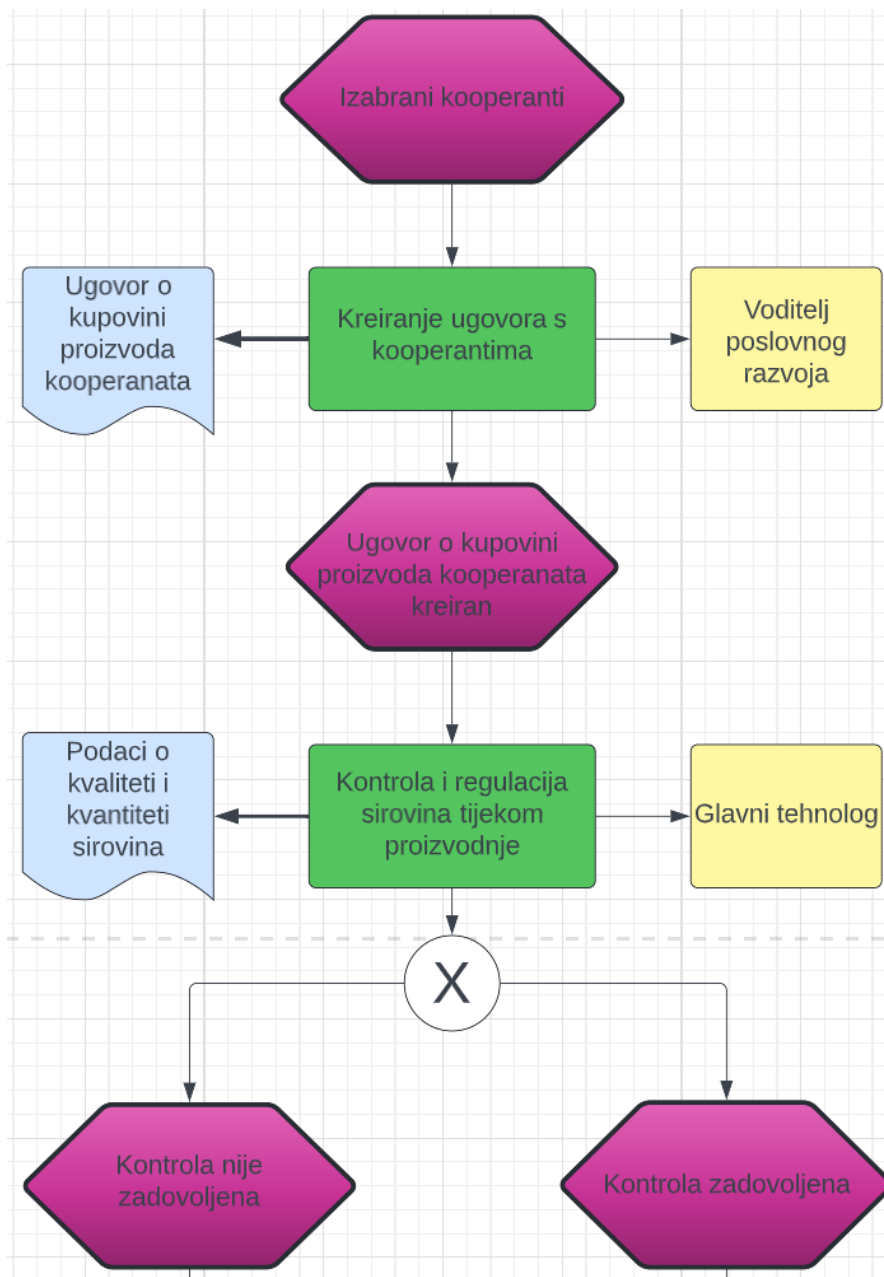 Izabrani kooperanti
Ugovor o
kupovini
proizvoda
kooperanata
Kreiranje ugovora s
kooperantima
Voditelj
poslovnog
razvoja
Ugovor o kupovini
proizvoda kooperanata
kreiran
Podaci o
kvaliteti i
kvantiteti
sirovina
Kontrola i regulacija
sirovina tijekom
proizvodnje
Glavni tehnolog
X
Kontrola nije
zadovoljena
Kontrola zadovoljena